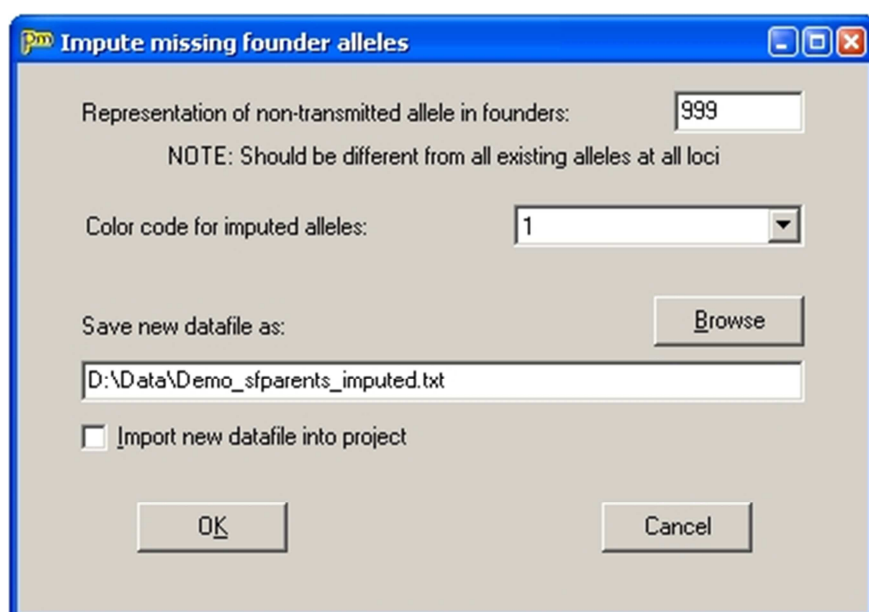 Pm Impute missing founder alleles
Representation of non-transmitted allele in founders: 999
NOTE: Should be different from all existing alleles at all loci
Color code for imputed alleles: 1
Browse
Save new datafile as:
D:\Data\Demo_sfparents_imputed.txt
Import new datafile into project
OK Cancel